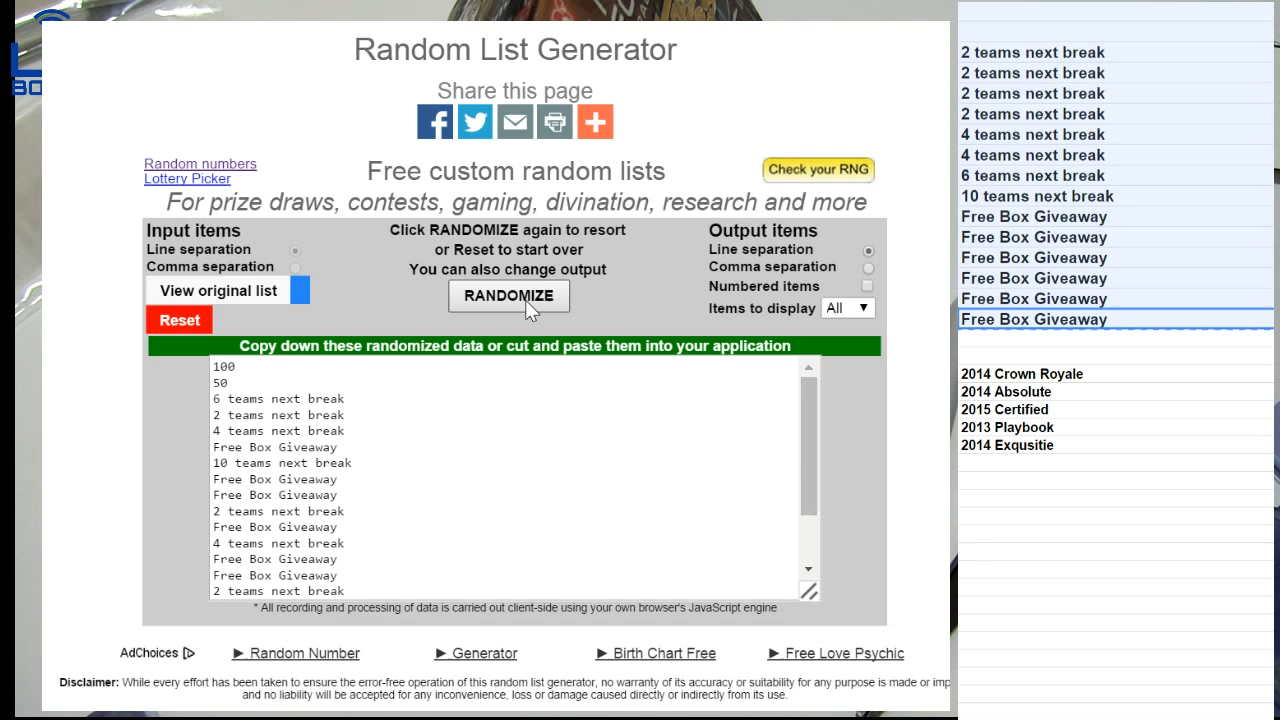 Random List Generator
Share this page
Random numbers
Lottery Picker
Free custom random lists
Check your RNG
For prize draws, contests, gaming, divination, research and more
Input items
Line separation
Comma separation
View original list
Reset
Click RANDOMIZE again to resort
or Reset to start over
You can also change output
RANDOMIZE
Output items
Line separation
Comma separation
Numbered items
Items to display All
Copy down these randomized data or cut and paste them into your application
100
50
6 teams next break
2 teams next break
4 teams next break
Free Box Giveaway
10 teams next break
Free Box Giveaway
Free Box Giveaway
2 teams next break
Free Box Giveaway
4 teams next break
Free Box Giveaway
Free Box Giveaway
2 teams next break
* All recording and processing of data is carried out client-side using your own browser's JavaScript engine
AdChoices
► Random Number
► Generator
► Birth Chart Free
► Free Love Psychic
Disclaimer: While every effort has been taken to ensure the error-free operation of this random list generator, no warranty of its accuracy or suitability for any purpose is made or
and no liability will be accepted for any inconvenience, loss or damage caused directly or indirectly from its use.
2 teams next break
2 teams next break
2 teams next break
2 teams next break
4 teams next break
4 teams next break
6 teams next break
10 teams next break
Free Box Giveaway
Free Box Giveaway
Free Box Giveaway
Free Box Giveaway
Free Box Giveaway
Free Box Giveaway
2014 Crown Royale
2014 Absolute
2015 Certified
2013 Playbook
2014 Exqusitie